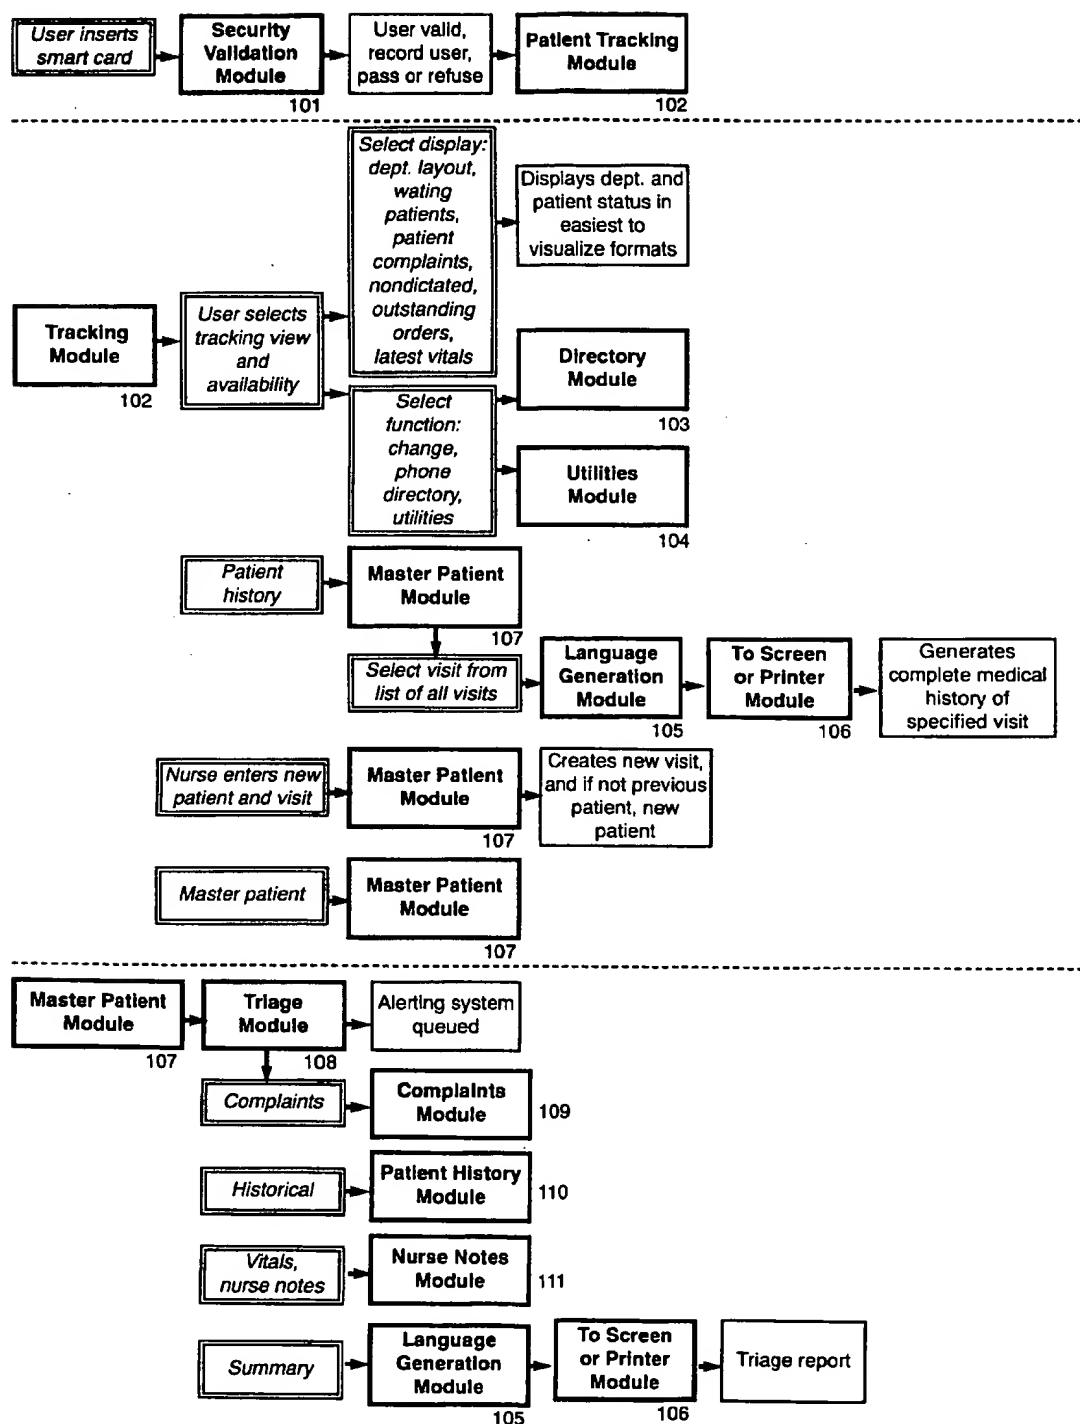 User inserts
smart card
Security
Validation
Module
101
User valid,
record user,
pass or refuse
Patient Tracking
Module
102
Tracking
Module
102
User selects
tracking view
and
availability
Select display:
dept. layout,
wating
patients,
patient
complaints,
nondictated,
outstanding
orders,
latest vitals
Displays dept. and
patient status in
easiest to
visualize formats
Select
function:
change,
phone
directory,
utilities
Directory
Module
103
Utilities
Module
104
Patient
history
Master Patient
Module
107
Select visit from
list of all visits
Language
Generation
Module
105
To Screen
or Printer
Module
106
Generates
complete medical
history of
specified visit
Nurse enters new
patient and visit
Master Patient
Module
107
Creates new visit,
and if not previous
patient, new
patient
Master patient
Master Patient
Module
107
Master Patient
Module
107
Triage
Module
108
Alerting system
queued
Complaints
Complaints
Module
109
Historical
Patient History
Module
110
Vitals,
nurse notes
Nurse Notes
Module
111
Summary
Language
Generation
Module
105
To Screen
or Printer
Module
106
Triage report